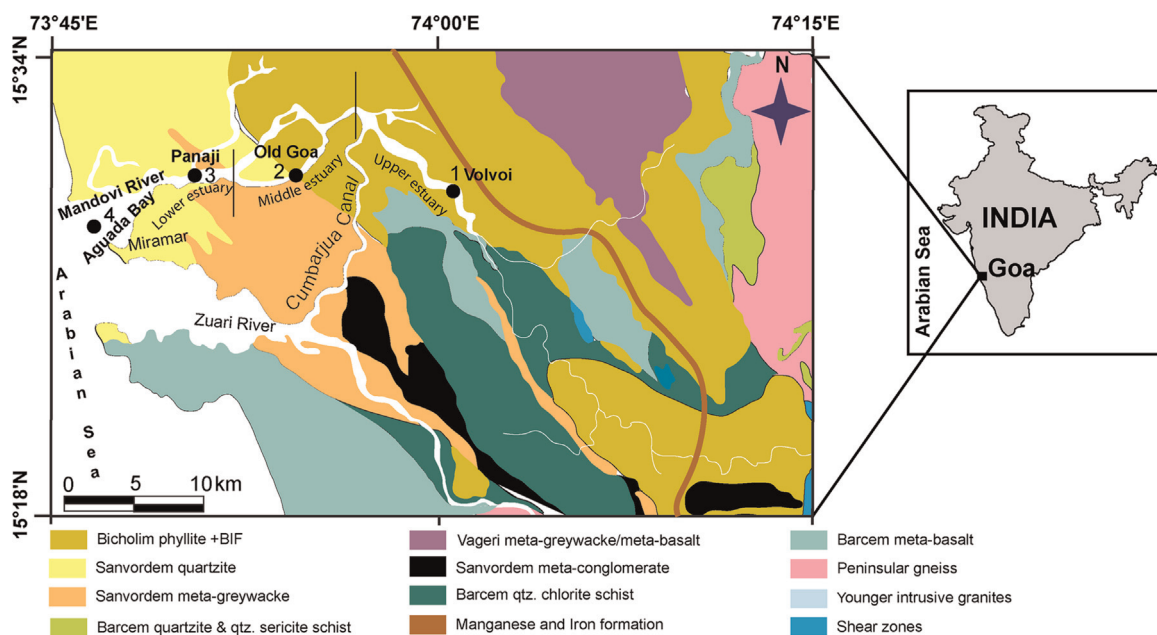 73°45'E
74°00'E
74°15'E
15°34'N
N
Panaji
3
Old Goa
2
1 Volvoi
Mandovi River
4
Aguada Bay
Lower estuary
Middle estuary
Upper estuary
Miramar
Cumbarjua Canal
Zuari River
Arabian Sea
0 5 10 km
15°18'N
INDIA
Goa
Arabian Sea
Bicholim phyllite +BIF
Sanvordem quartzite
Sanvordem meta-greywacke
Barcem quartzite & qtz. sericite schist
Vageri meta-greywacke/meta-basalt
Sanvordem meta-conglomerate
Barcem qtz. chlorite schist
Manganese and Iron formation
Barcem meta-basalt
Peninsular gneiss
Younger intrusive granites
Shear zones